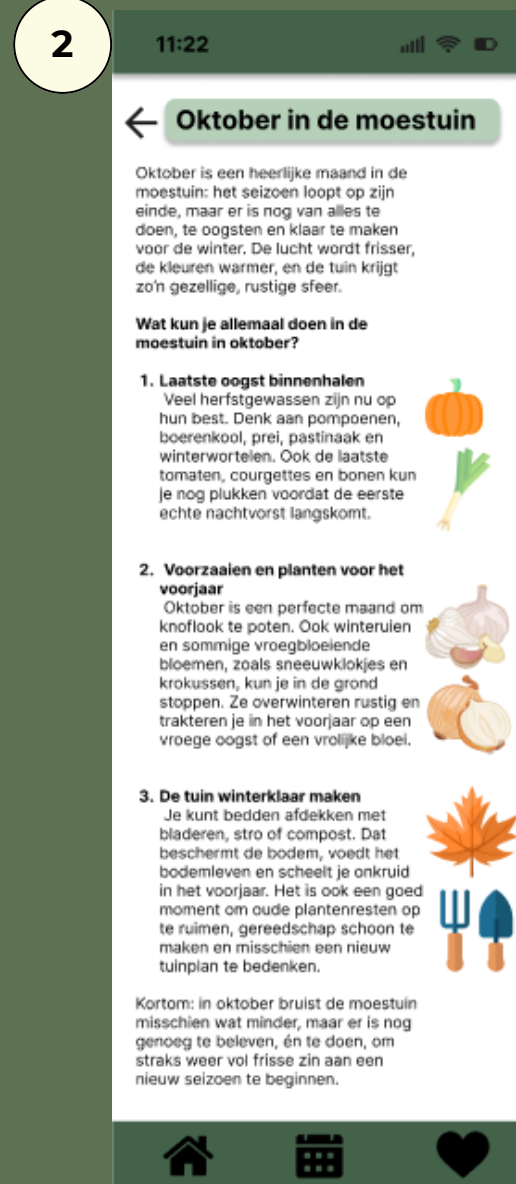 2
11:22
Oktober in de moestuin
Oktober is een heerlijke maand in de
moestuin: het seizoen loopt op zijn
einde, maar er is nog van alles te
doen, te oogsten en klaar te maken
voor de winter. De lucht wordt frisser,
de kleuren warmer, en de tuin krijgt
zo'n gezellige, rustige sfeer.
Wat kun je allemaal doen in de
moestuin in oktober?
1. Laatste oogst binnenhalen
Veel herfstgewassen zijn nu op
hun best. Denk aan pompoenen,
boerenkool, prei, pastinaak en
winterwortelen. Ook de laatste
tomaten, courgettes en bonen kun
je nog plukken voordat de eerste
echte nachtvorst langskomt.
2. Voorzaaien en planten voor het
voorjaar
Oktober is een perfecte maand om
knoflook te poten. Ook winteruien
en sommige vroegbloeiende
bloemen, zoals sneeuwklokjes en
krokussen, kun je in de grond
stoppen. Ze overwinteren rustig en
trakteren je in het voorjaar op een
vroege oogst of een vrolijke bloei.
3. De tuin winterklaar maken
Je kunt bedden afdekken met
bladeren, stro of compost. Dat
beschermt de bodem, voedt het
bodemleven en scheelt je onkruid
in het voorjaar. Het is ook een goed
moment om oude plantenresten op
te ruimen, gereedschap schoon te
maken en misschien een nieuw
tuinplan te bedenken.
Kortom: in oktober bruist de moestuin
misschien wat minder, maar er is nog
genoeg te beleven, én te doen, om
straks weer vol frisse zin aan een
nieuw seizoen te beginnen.